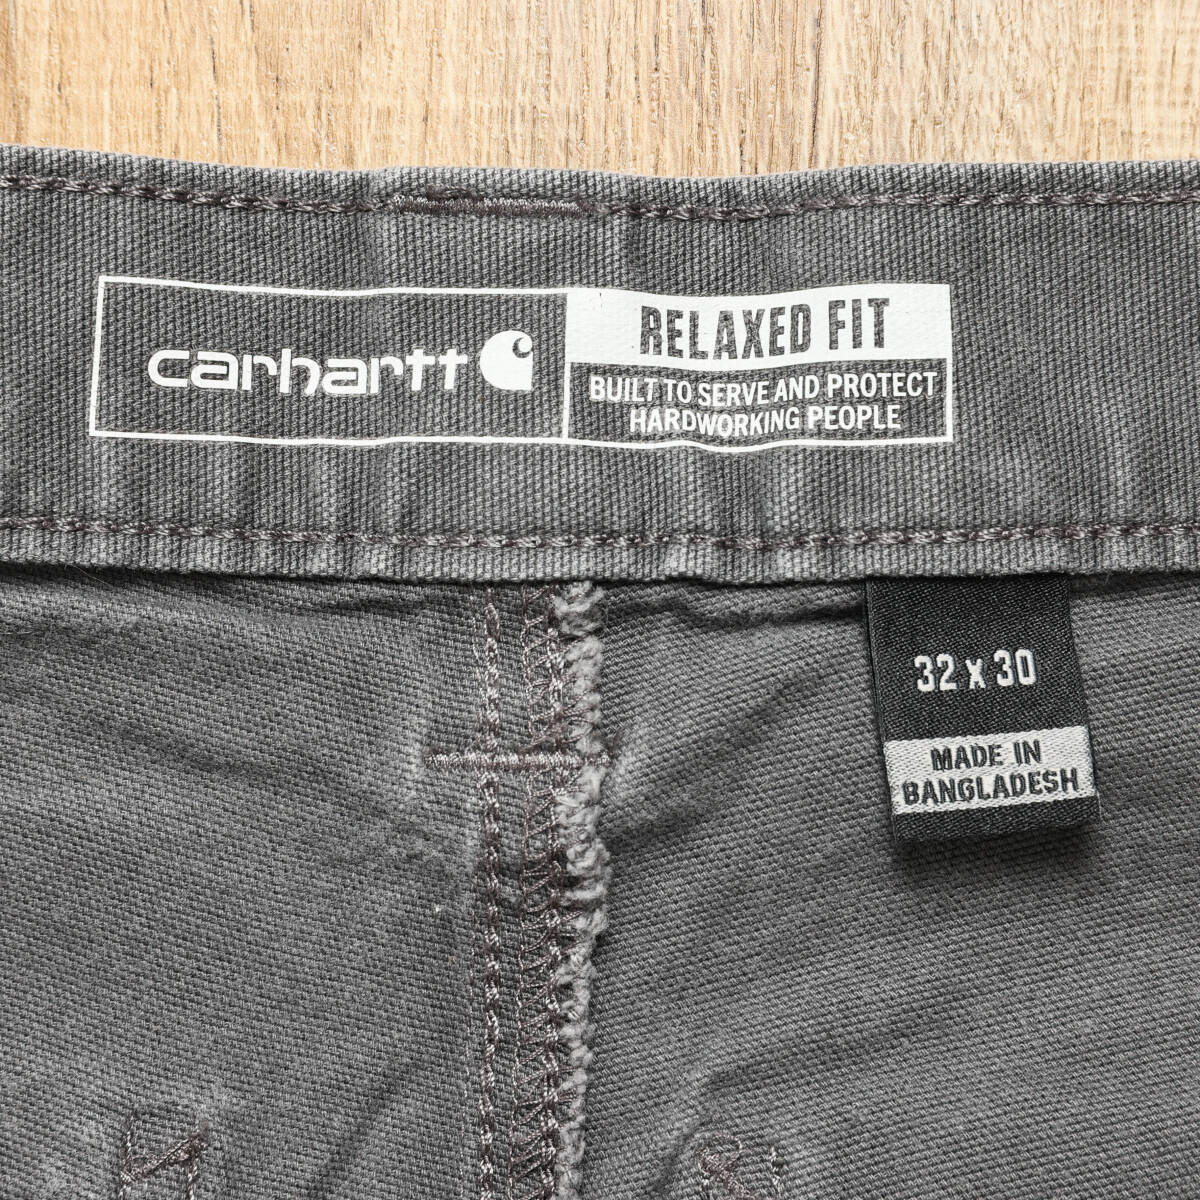 carhartt
RELAXED FIT
BUILT TO SERVE AND PROTECT
HARDWORKING PEOPLE
32 x 30
MADE IN
BANGLADESH